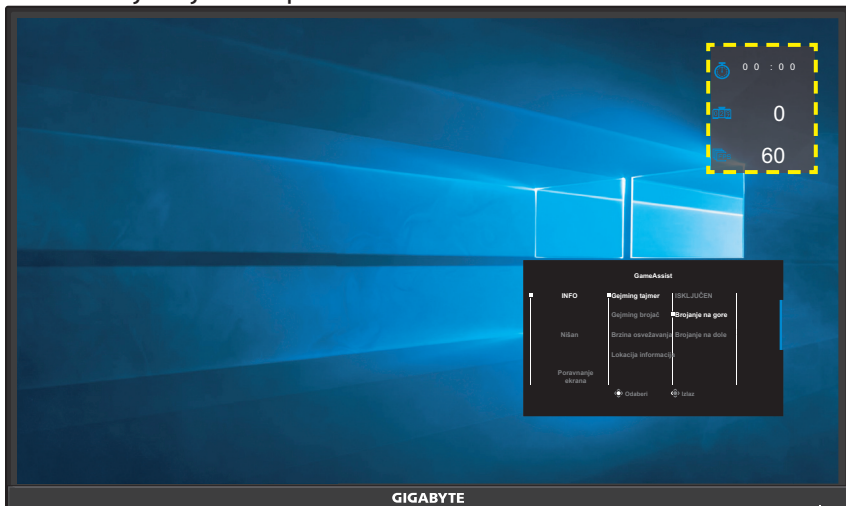 00:00
0
60
GameAssist
INFO
Gejming tajmer
ISKLJUČEN
Gejming brojač
Brojanje na gore
Nišan
Brzina osvežavanja
Brojanje na dole
Lokacija informacija
Poravnanje
ekrana
Odaberi
Izlaz
GIGABYTE